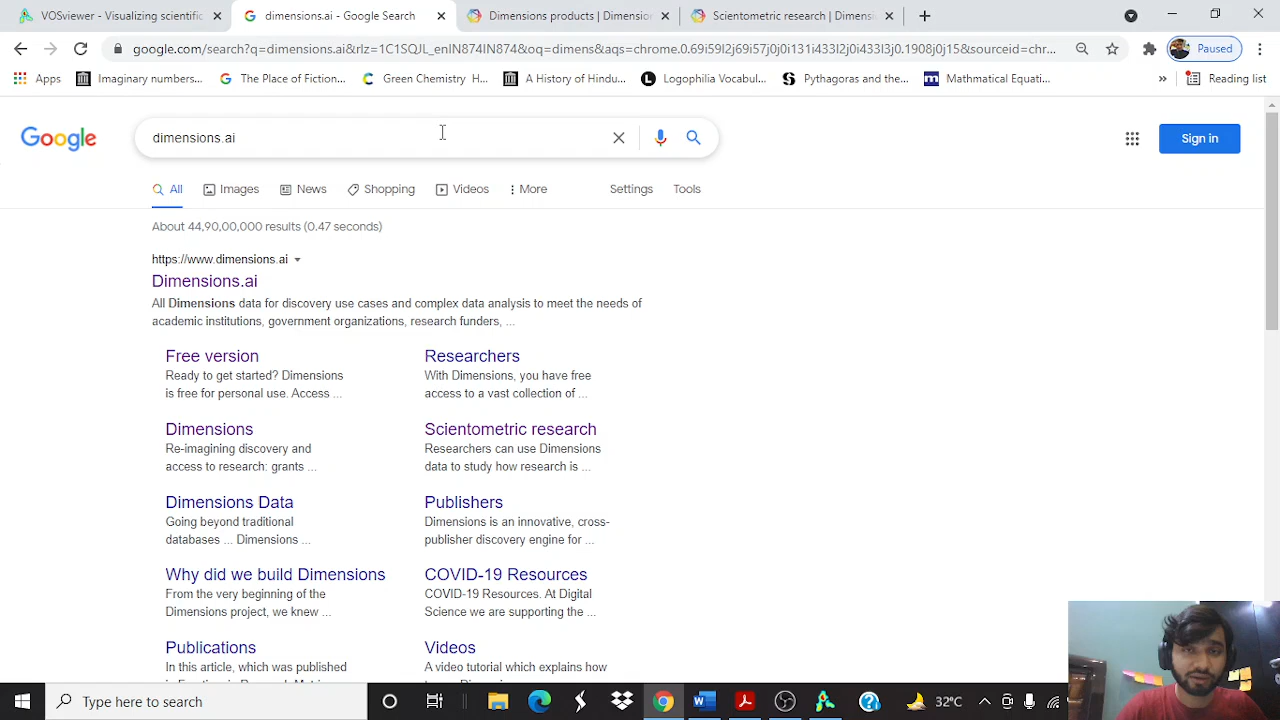 VOSviewer - Visualizing scientific
dimensions.ai - Google Search
Dimensions products | Dimension
Scientometric research | Dimensi
google.com/search?q=dimensions.ai&rlz=1C1SQJL_enIN874IN874&oq=dimens&aqs=chrome.0.69i59l2j69i57j0j0i131i433l2j0i433l3j0.1908j0j15&sourceid=chr...
Paused
Apps
Imaginary numbers...
The Place of Fiction...
Green Chemistry H...
A History of Hindu...
Logophilia Vocabul...
Pythagoras and the...
Mathmatical Equati...
»
Reading list
Google
dimensions.ai
Sign in
All
Images
News
Shopping
Videos
More
Settings
Tools
About 44,90,00,000 results (0.47 seconds)
https://www.dimensions.ai
Dimensions.ai
All Dimensions data for discovery use cases and complex data analysis to meet the needs of
academic institutions, government organizations, research funders, ...
Free version
Ready to get started? Dimensions
is free for personal use. Access ...
Researchers
With Dimensions, you have free
access to a vast collection of ...
Dimensions
Re-imagining discovery and
access to research: grants ...
Scientometric research
Researchers can use Dimensions
data to study how research is ...
Dimensions Data
Going beyond traditional
databases ... Dimensions ...
Publishers
Dimensions is an innovative, cross-
publisher discovery engine for ...
Why did we build Dimensions
From the very beginning of the
Dimensions project, we knew ...
COVID-19 Resources
COVID-19 Resources. At Digital
Science we are supporting the ...
Publications
In this article, which was published
Videos
A video tutorial which explains how
Type here to search
32°C